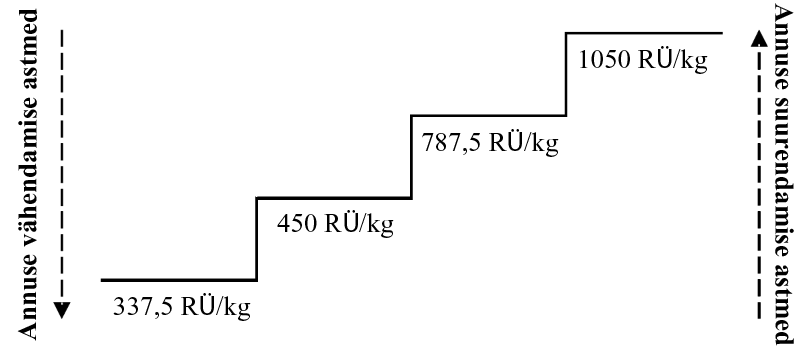 Annuse vähendamise astmed
1050 RÜ/kg
787,5 RÜ/kg
450 RÜ/kg
337,5 RÜ/kg
Annuse suurendamise astmed